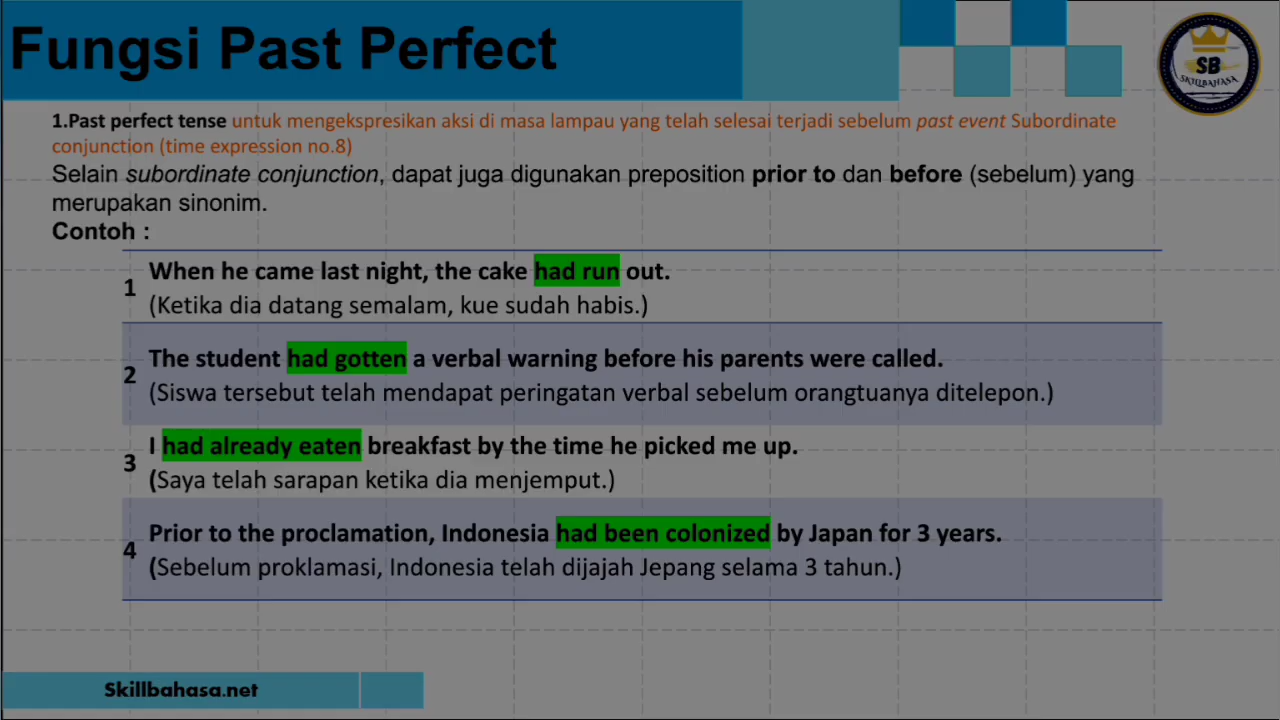 Fungsi Past Perfect
SB
SKILLBAHASA
1.Past perfect tense untuk mengekspresikan aksi di masa lampau yang telah selesai terjadi sebelum past event Subordinate
conjunction (time expression no.8)
Selain subordinate conjunction, dapat juga digunakan preposition prior to dan before (sebelum) yang
merupakan sinonim.
Contoh :
1
When he came last night, the cake had run out.
(Ketika dia datang semalam, kue sudah habis.)
2
The student had gotten a verbal warning before his parents were called.
(Siswa tersebut telah mendapat peringatan verbal sebelum orangtuanya ditelepon.)
3
I had already eaten breakfast by the time he picked me up.
(Saya telah sarapan ketika dia menjemput.)
4
Prior to the proclamation, Indonesia had been colonized by Japan for 3 years.
(Sebelum proklamasi, Indonesia telah dijajah Jepang selama 3 tahun.)
Skillbahasa.net